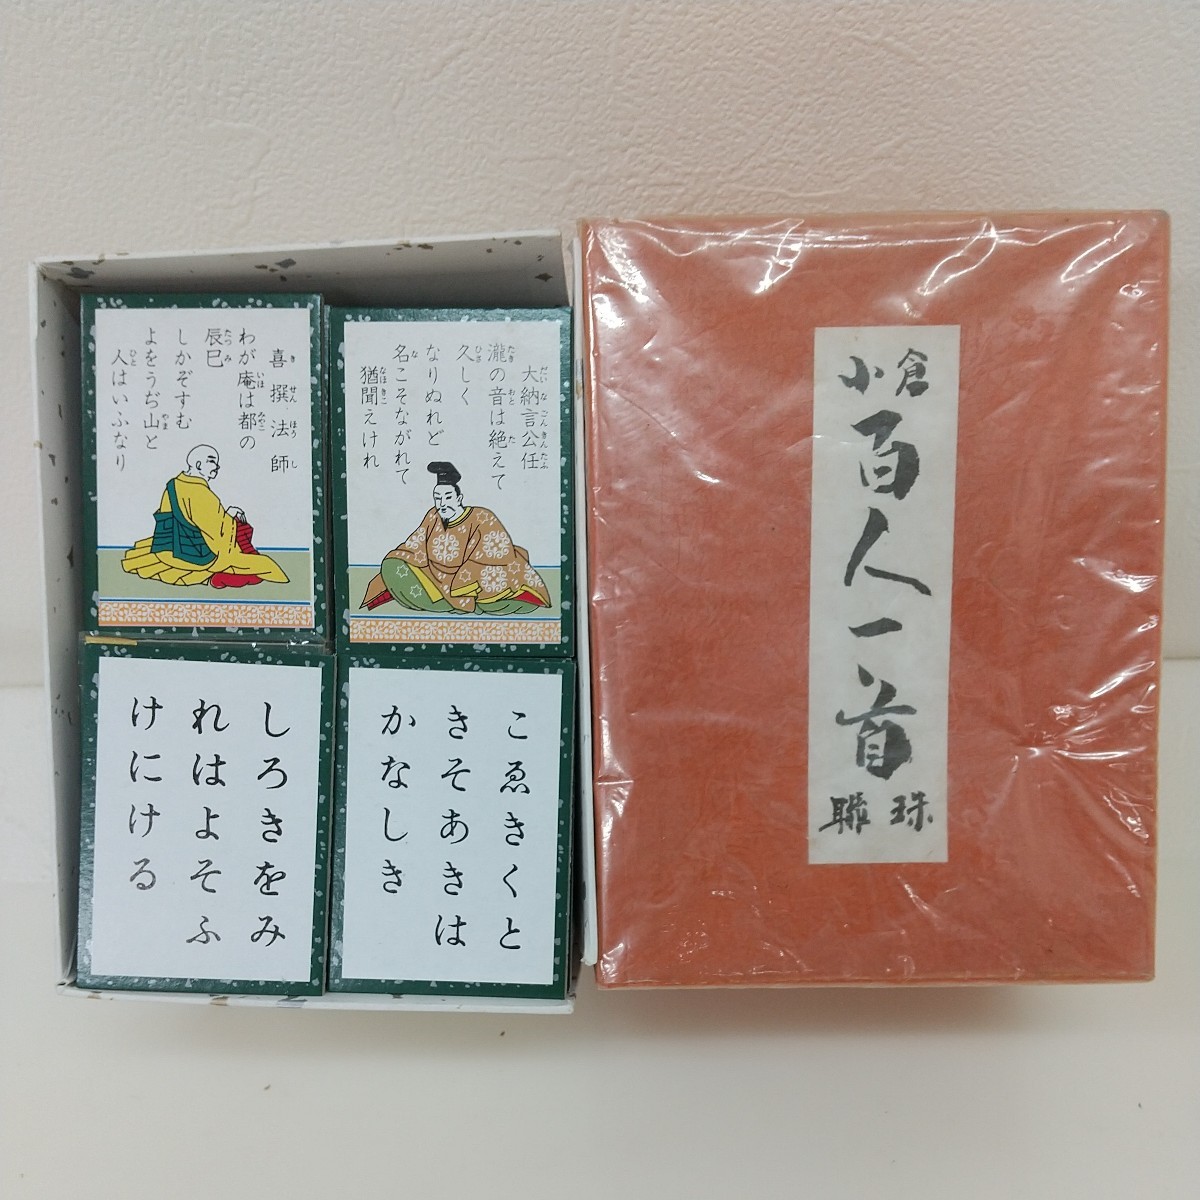 喜撰法師
わが庵は都の
辰巳
しかぞすむ
よをうぢ山と
人はいふなり
大納言公任
瀧の音は絶えて
久しく
なりぬれど
名こそながれて
猶聞えけれ
しろきをみ
れはよそふ
けにける
こゑきくと
きそあきは
かなしき
小倉
百人一首
聯珠